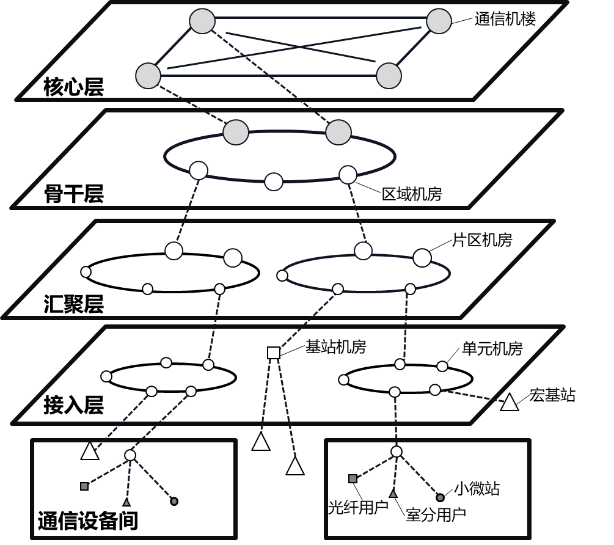 通信机楼
核心层
骨干层
区域机房
片区机房
汇聚层
基站机房
单元机房
宏基站
接入层
小微站
光纤用户
室分用户
通信设备间